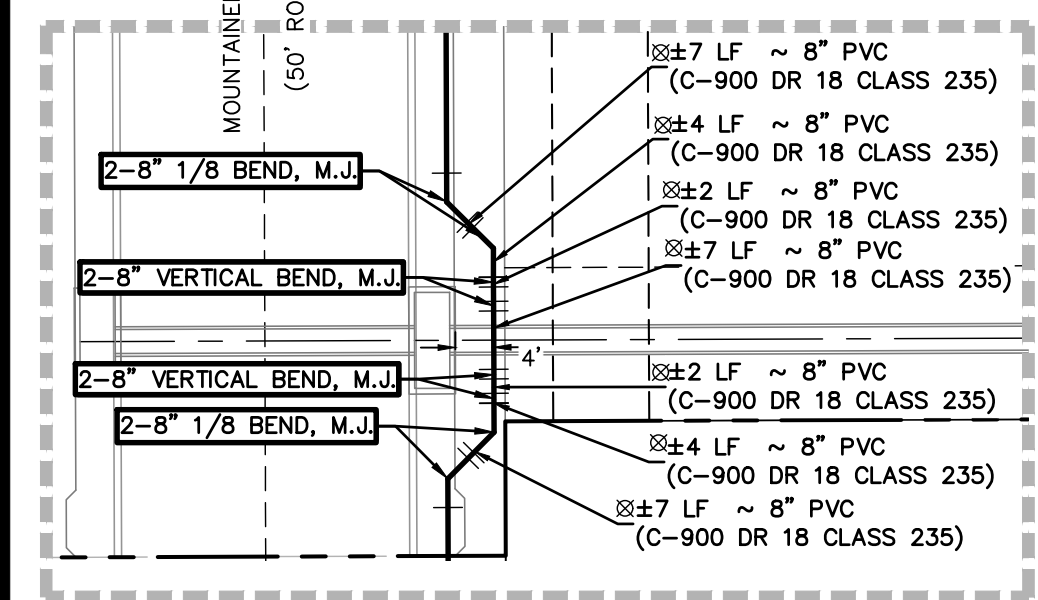 (50' RO
⦻±7 LF ~ 8" PVC
(C-900 DR 18 CLASS 235)
⦻±4 LF ~ 8" PVC
(C-900 DR 18 CLASS 235)
2-8" 1/8 BEND, M.J.
⦻±2 LF ~ 8" PVC
(C-900 DR 18 CLASS 235)
⦻±7 LF ~ 8" PVC
(C-900 DR 18 CLASS 235)
2-8" VERTICAL BEND, M.J.
4'
2-8" VERTICAL BEND, M.J.
⦻±2 LF ~ 8" PVC
(C-900 DR 18 CLASS 235)
2-8" 1/8 BEND, M.J.
⦻±4 LF ~ 8" PVC
(C-900 DR 18 CLASS 235)
⦻±7 LF ~ 8" PVC
(C-900 DR 18 CLASS 235)